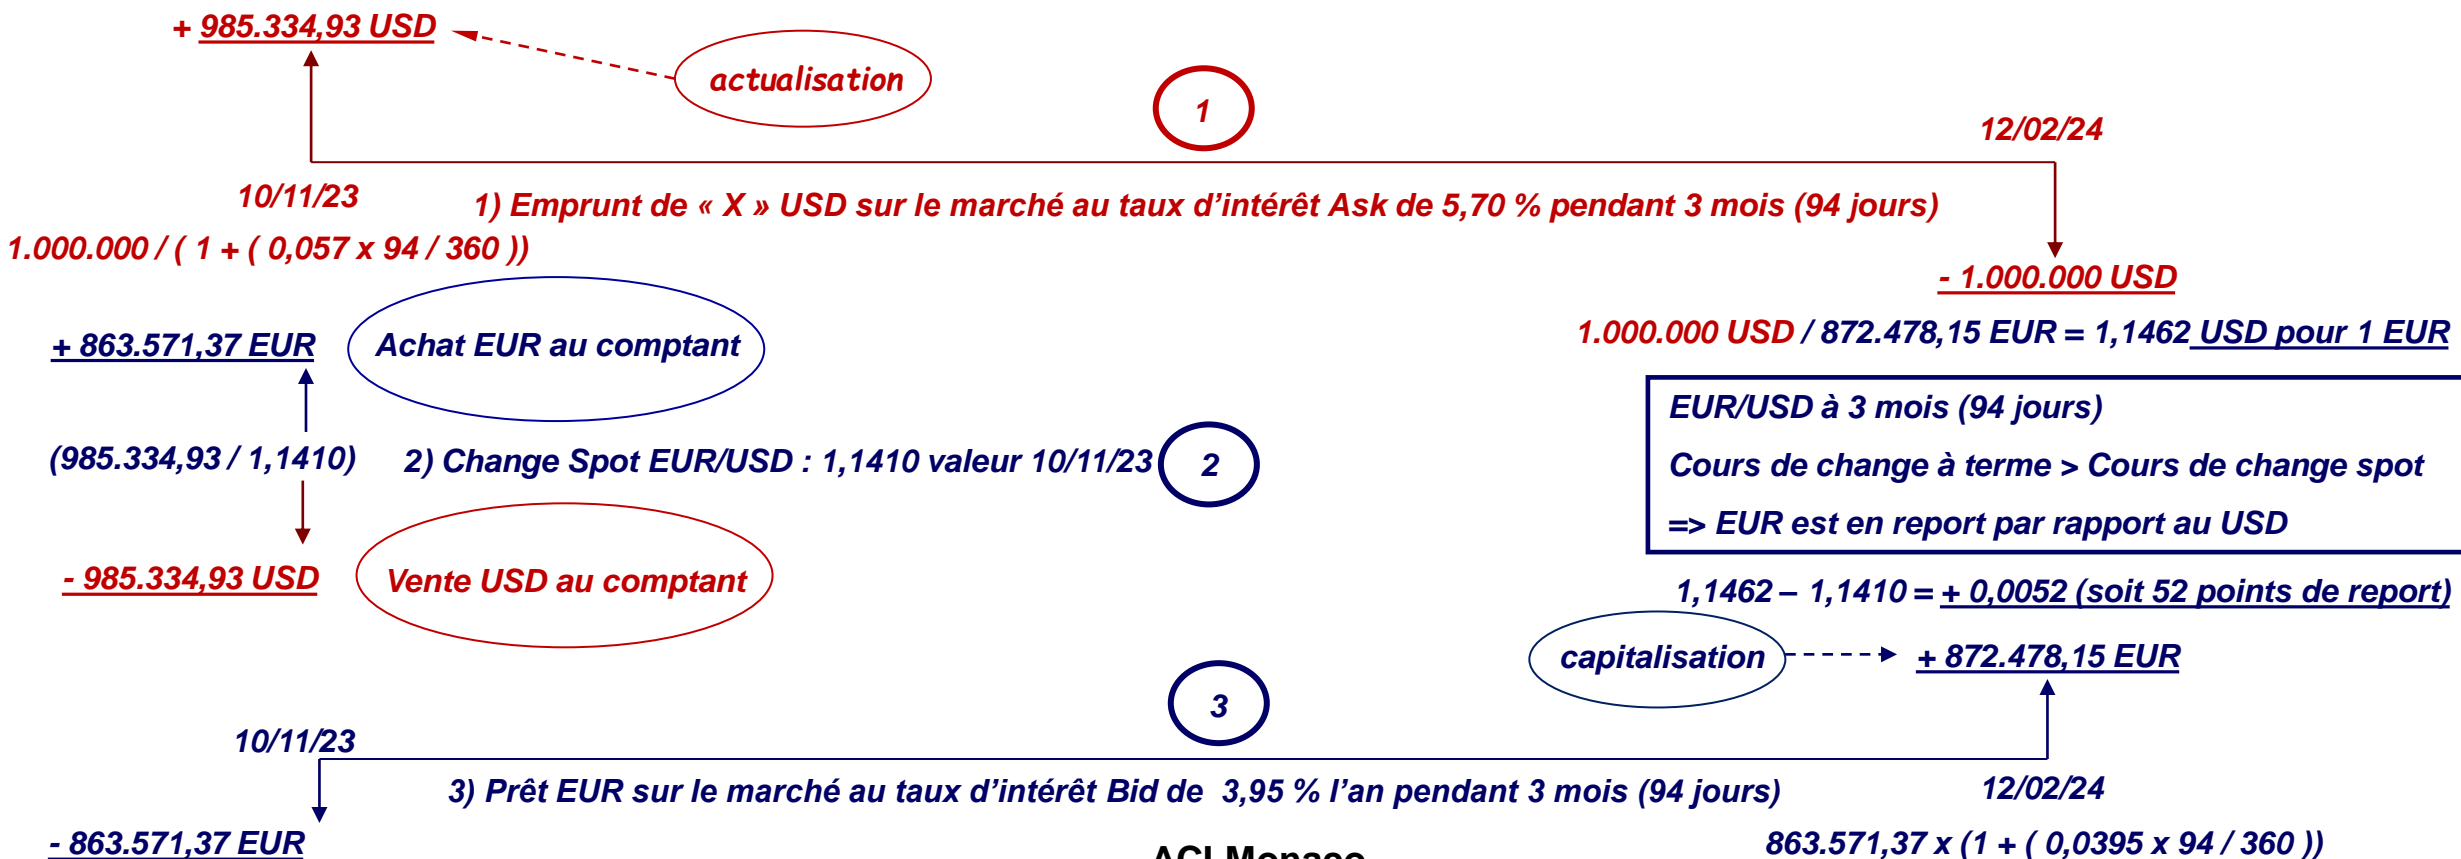 + 985.334,93 USD
actualisation
1
12/02/24
10/11/23
1) Emprunt de « X » USD sur le marché au taux d’intérêt Ask de 5,70 % pendant 3 mois (94 jours)
1.000.000 / ( 1 + ( 0,057 x 94 / 360 ))
- 1.000.000 USD
+ 863.571,37 EUR
Achat EUR au comptant
1.000.000 USD / 872.478,15 EUR = 1,1462 USD pour 1 EUR
EUR/USD à 3 mois (94 jours)
(985.334,93 / 1,1410)
2) Change Spot EUR/USD : 1,1410 valeur 10/11/23
2
Cours de change à terme > Cours de change spot
=> EUR est en report par rapport au USD
- 985.334,93 USD
Vente USD au comptant
1,1462 – 1,1410 = + 0,0052 (soit 52 points de report)
capitalisation
+ 872.478,15 EUR
3
10/11/23
3) Prêt EUR sur le marché au taux d’intérêt Bid de 3,95 % l’an pendant 3 mois (94 jours)
12/02/24
- 863.571,37 EUR
ACI Monaco
863.571,37 x (1 + ( 0,0395 x 94 / 360 ))